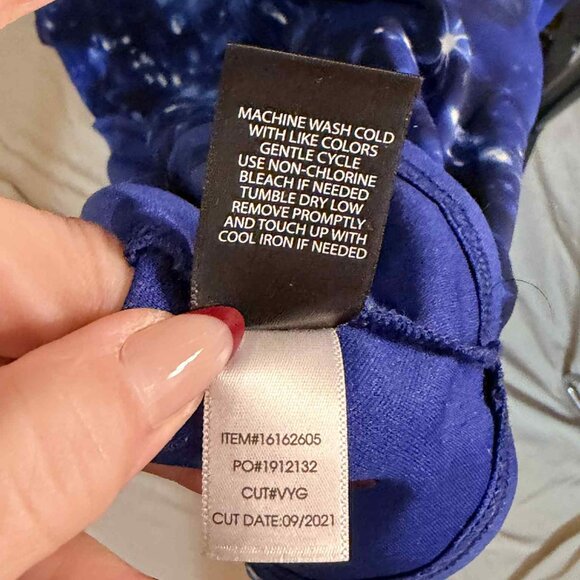 MACHINE WASH COLD
WITH LIKE COLORS
GENTLE CYCLE
USE NON-CHLORINE
BLEACH IF NEEDED
TUMBLE DRY LOW
REMOVE PROMPTLY
AND TOUCH UP WITH
COOL IRON IF NEEDED
ITEM#16162605
PO#1912132
CUT#VYG
CUT DATE:09/2021